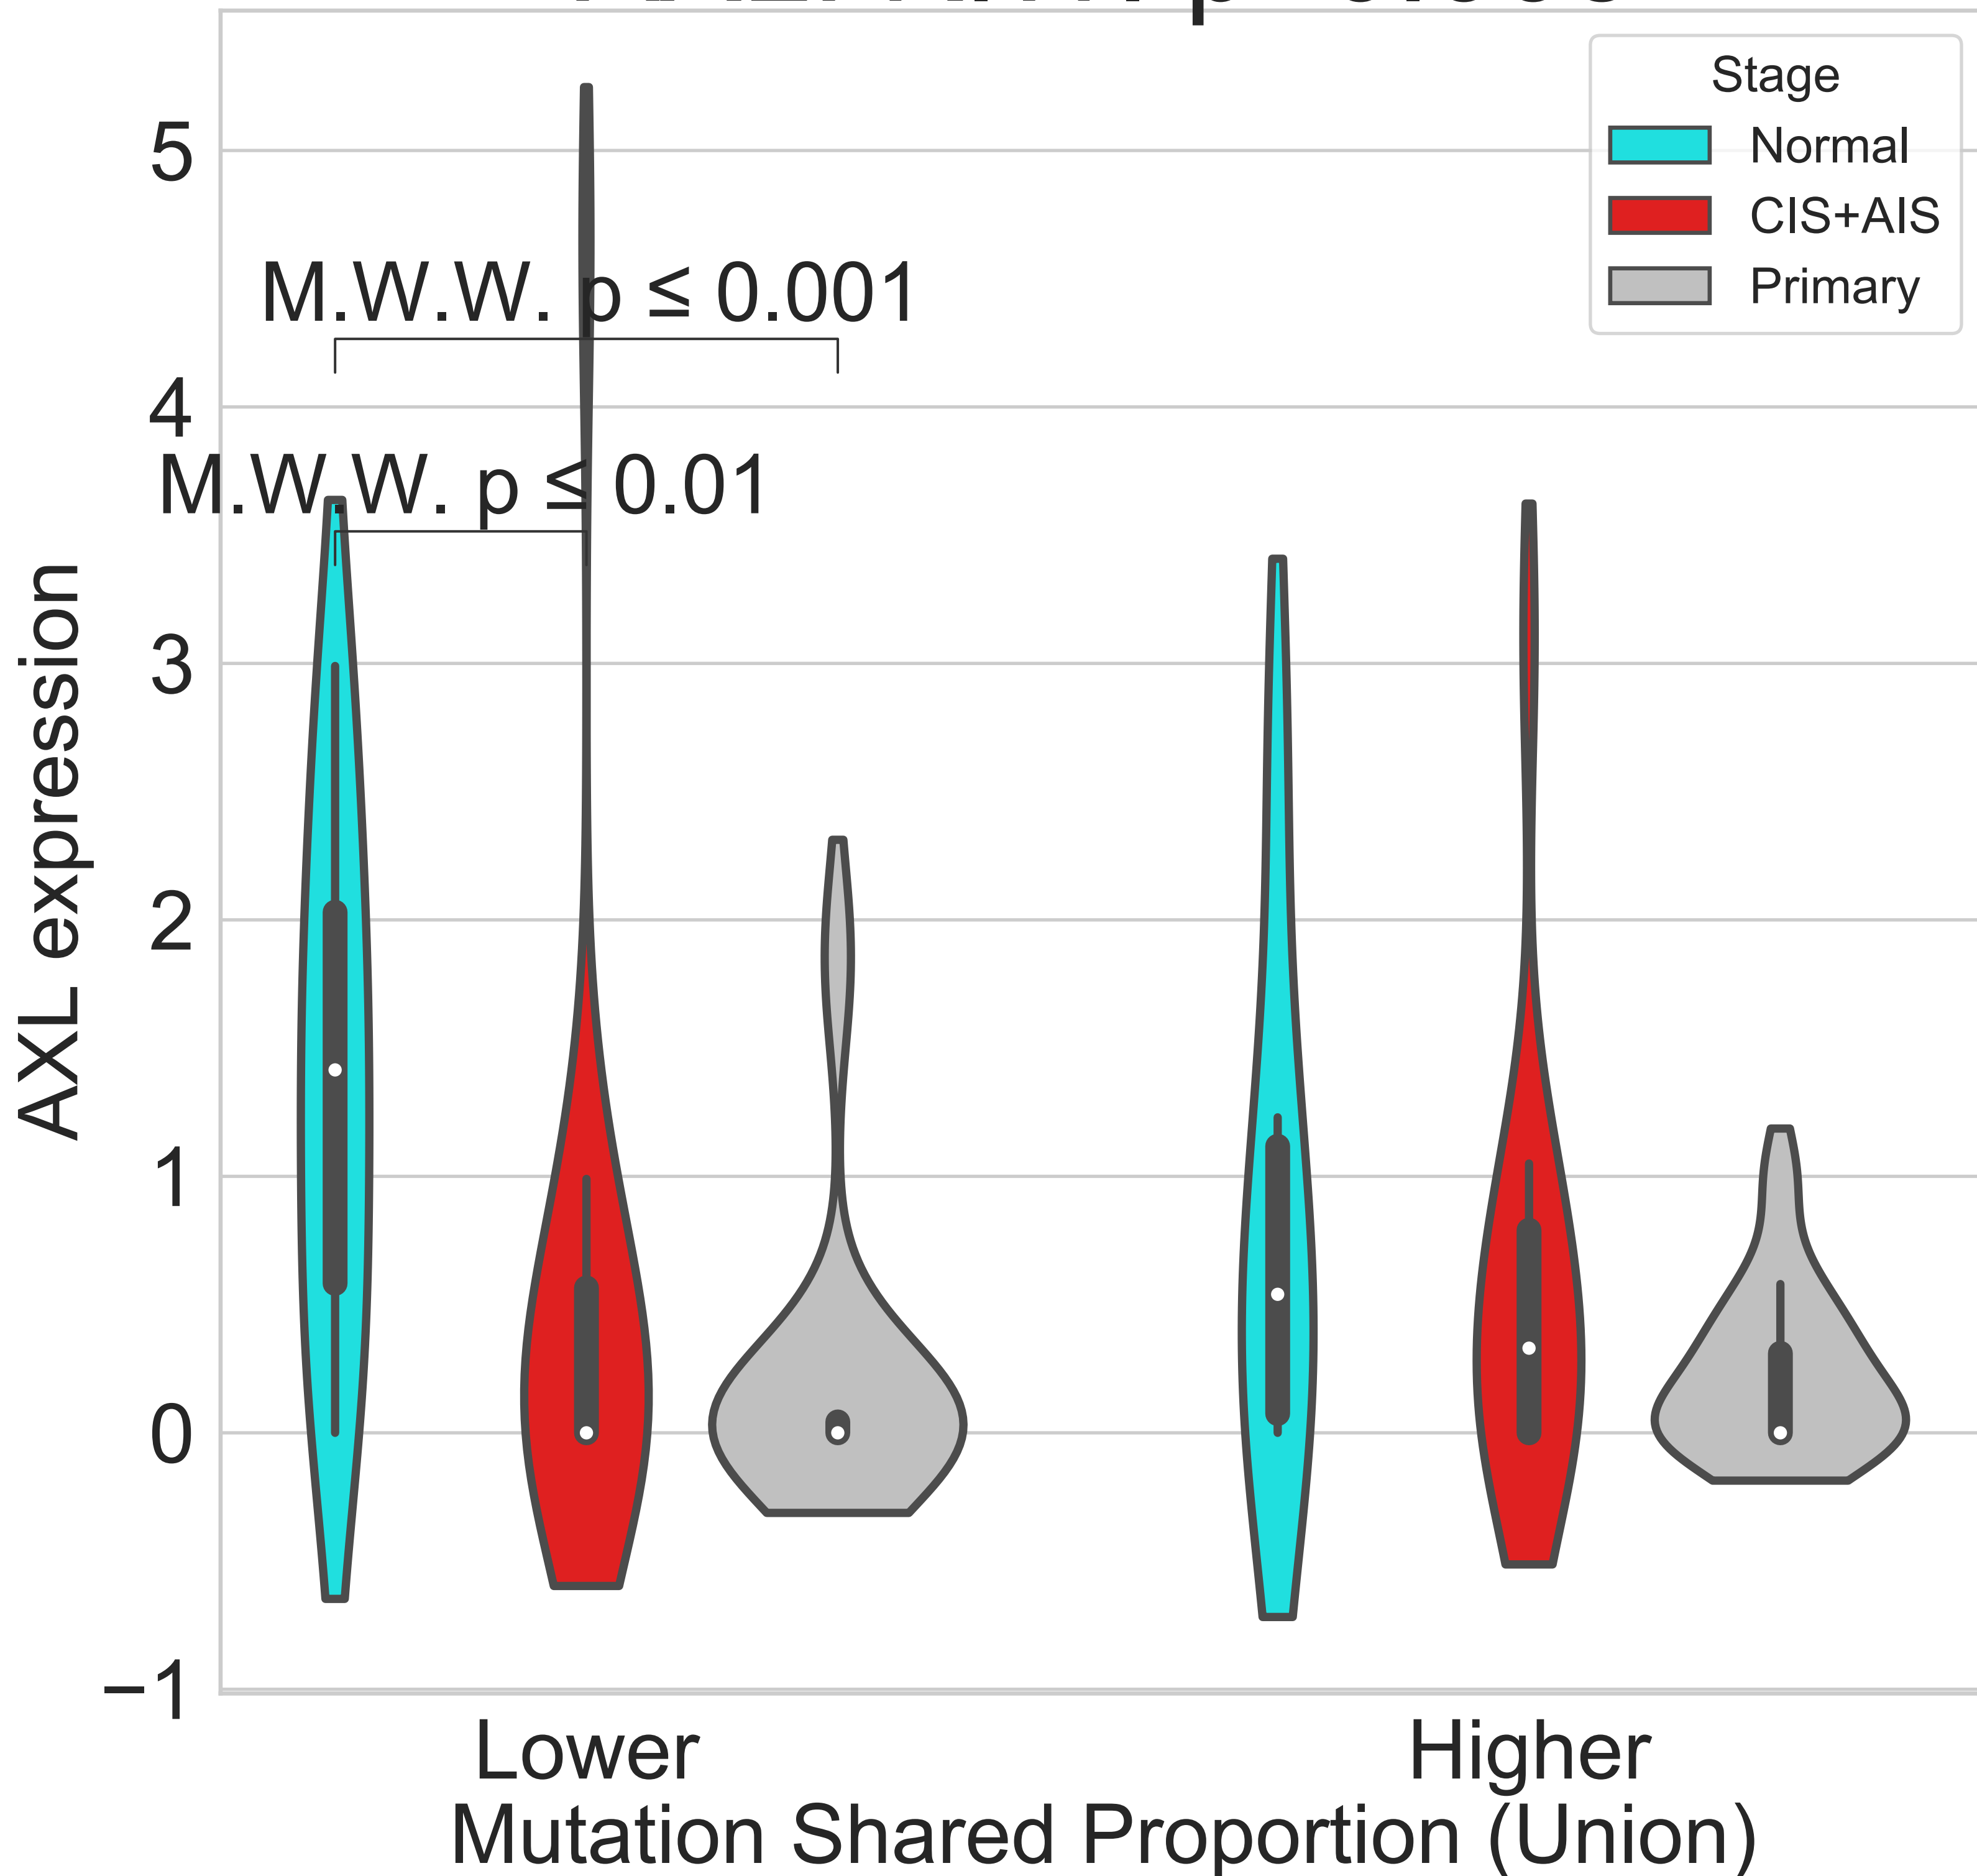 Stage
Normal
CIS+AIS
Primary
M.W.W. p ≤ 0.001
M.W.W. p ≤ 0.01
AXL expression
5
4
3
2
1
0
−1
Lower
Higher
Mutation Shared Proportion (Union)